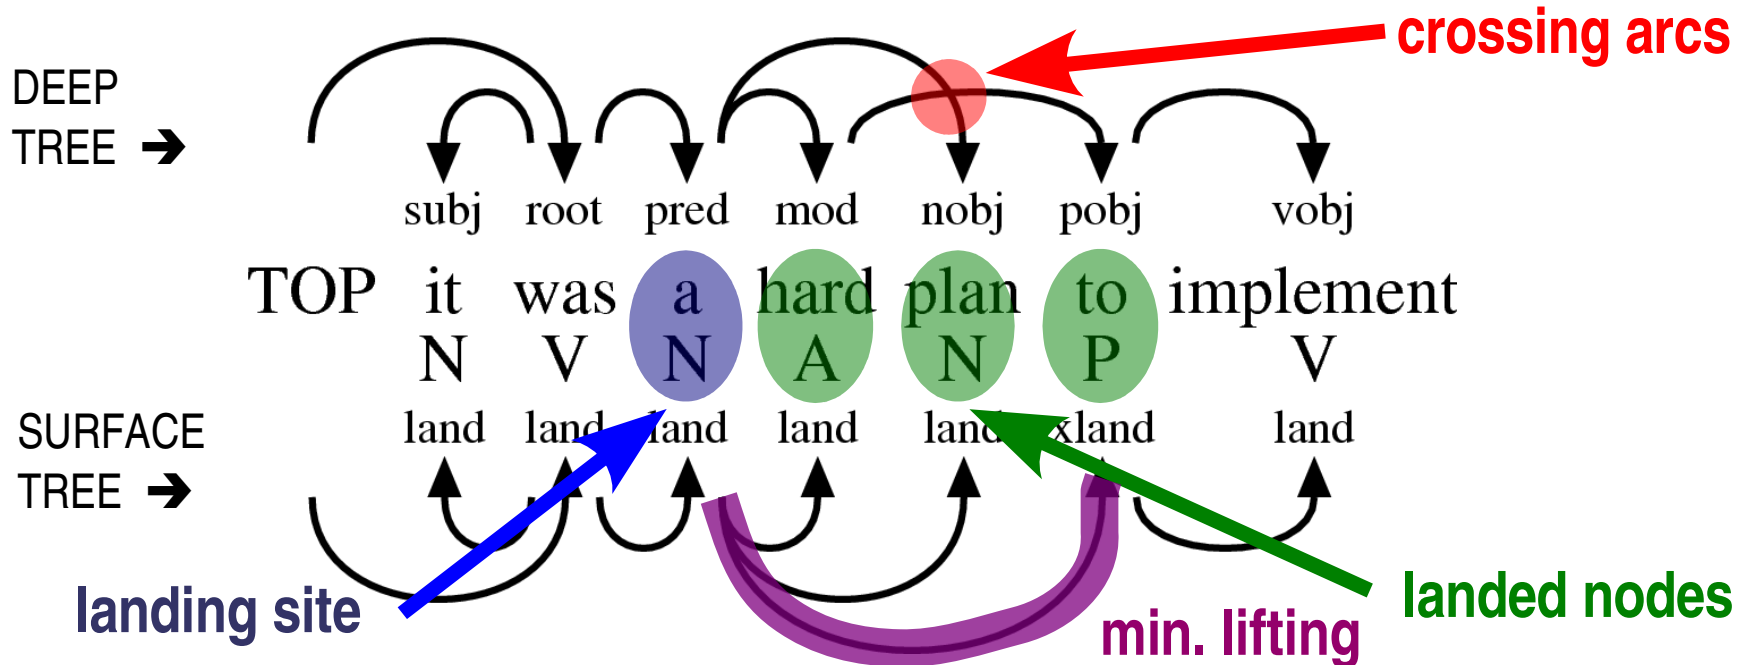 crossing arcs
DEEP
TREE ➔
subj root pred mod nobj pobj vobj
TOP it was a hard plan to implement
N V N A N P V
SURFACE
TREE ➔
land land land land land xland land
landing site
min. lifting
landed nodes